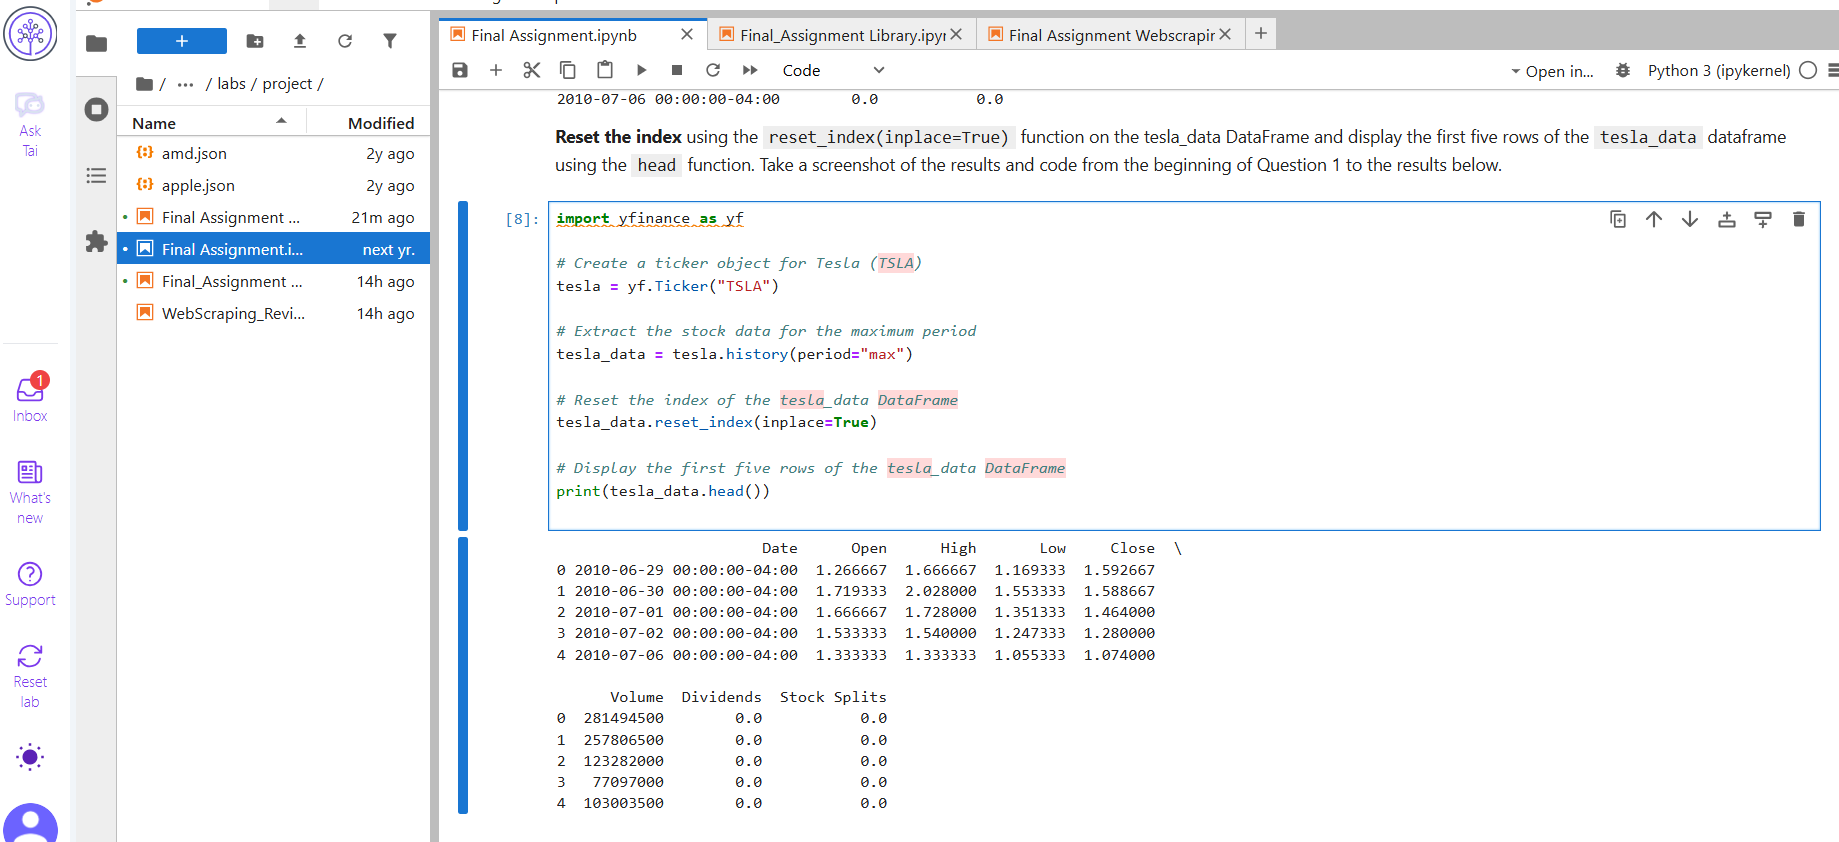 Ask
Tai
Inbox
1
What's
new
Support
Reset
lab
+
/ ··· / labs / project /
Name Modified
amd.json 2y ago
apple.json 2y ago
Final Assignment ... 21m ago
Final Assignment.i... next yr.
Final_Assignment ... 14h ago
WebScraping_Revi... 14h ago
Final Assignment.ipynb
Final_Assignment Library.ipyr
Final Assignment Webscrapir
Code
Open in...
Python 3 (ipykernel)
2010-07-06 00:00:00-04:00 0.0 0.0
Reset the index using the reset_index(inplace=True) function on the tesla_data DataFrame and display the first five rows of the tesla_data dataframe
using the head function. Take a screenshot of the results and code from the beginning of Question 1 to the results below.
[8]: import yfinance as yf
# Create a ticker object for Tesla (TSLA)
tesla = yf.Ticker("TSLA")
# Extract the stock data for the maximum period
tesla_data = tesla.history(period="max")
# Reset the index of the tesla_data DataFrame
tesla_data.reset_index(inplace=True)
# Display the first five rows of the tesla_data DataFrame
print(tesla_data.head())
Date Open High Low Close \
0 2010-06-29 00:00:00-04:00 1.266667 1.666667 1.169333 1.592667
1 2010-06-30 00:00:00-04:00 1.719333 2.028000 1.553333 1.588667
2 2010-07-01 00:00:00-04:00 1.666667 1.728000 1.351333 1.464000
3 2010-07-02 00:00:00-04:00 1.533333 1.540000 1.247333 1.280000
4 2010-07-06 00:00:00-04:00 1.333333 1.333333 1.055333 1.074000
Volume Dividends Stock Splits
0 281494500 0.0 0.0
1 257806500 0.0 0.0
2 123282000 0.0 0.0
3 77097000 0.0 0.0
4 103003500 0.0 0.0